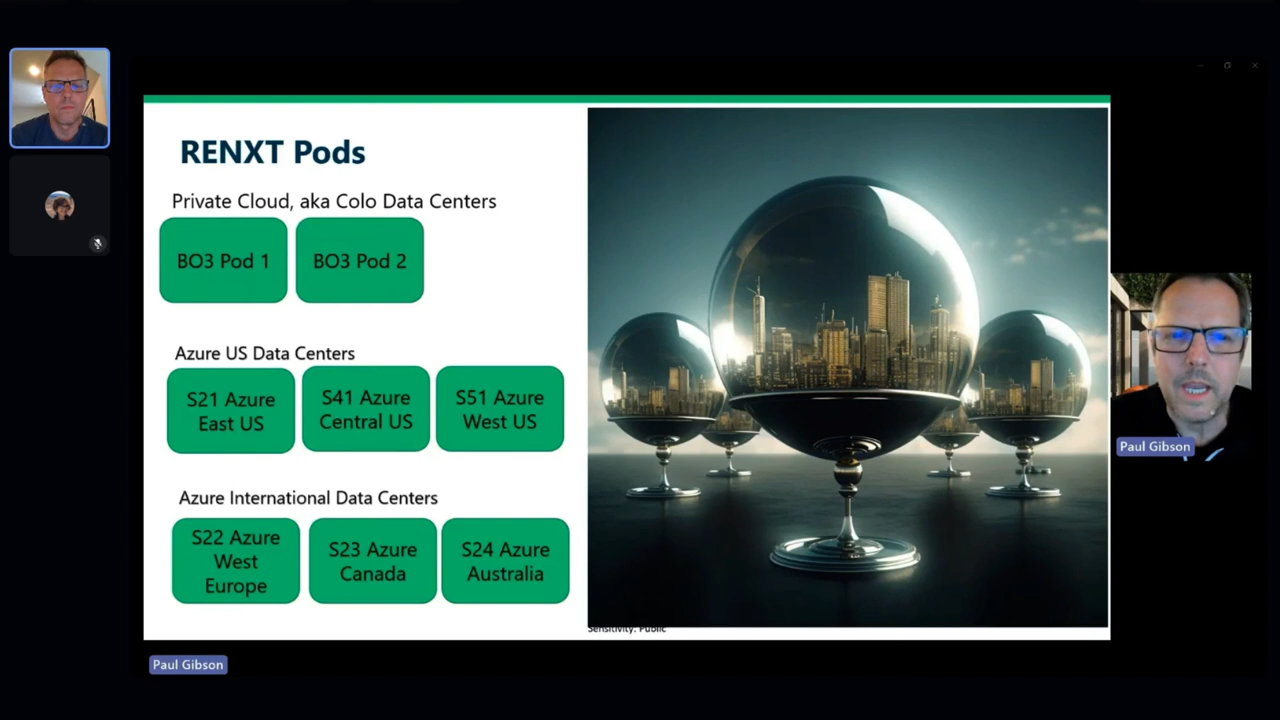 RENXT Pods
Private Cloud, aka Colo Data Centers
BO3 Pod 1
BO3 Pod 2
Azure US Data Centers
S21 Azure
East US
S41 Azure
Central US
S51 Azure
West US
Azure International Data Centers
S22 Azure
West
Europe
S23 Azure
Canada
S24 Azure
Australia
Sensitivity: Public
Paul Gibson
Paul Gibson